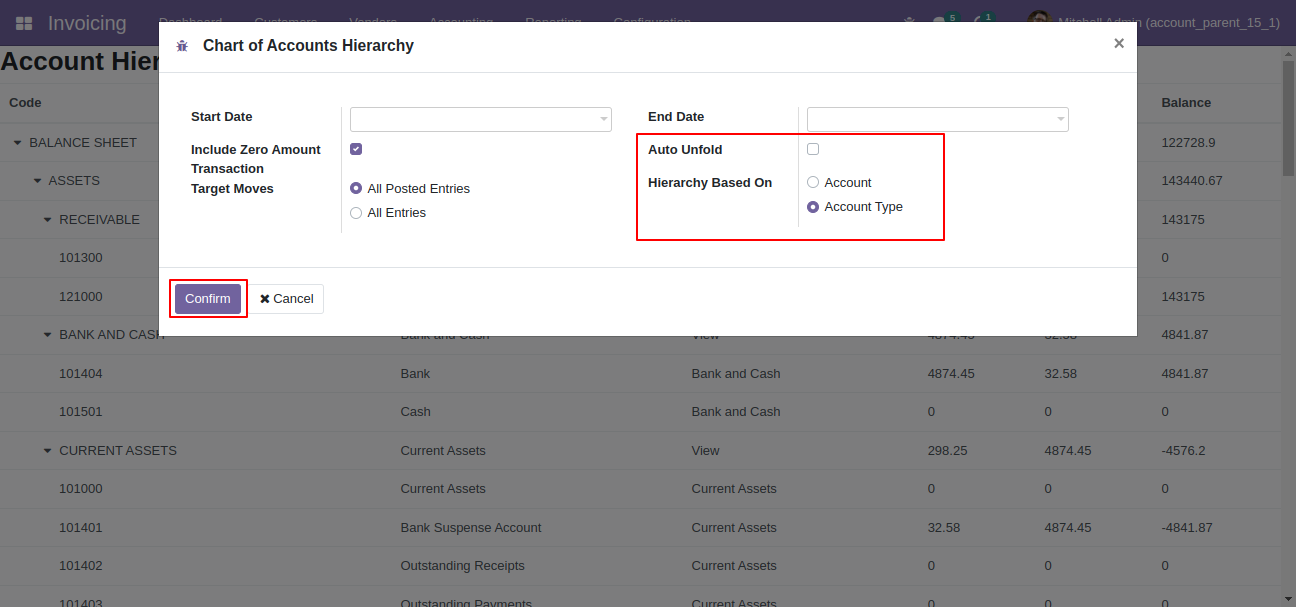 Invoicing Dashboard Customers Vendors Accounting Reporting Configuration 5 1 Mitchell Admin (account_parent_15_1)
Chart of Accounts Hierarchy ×
Account Hier
Code Balance
Start Date End Date
Include Zero Amount Transaction Auto Unfold
Target Moves All Posted Entries Hierarchy Based On Account
All Entries Account Type
Confirm Cancel
BALANCE SHEET 122728.9
ASSETS 143440.67
RECEIVABLE 143175
101300 0
121000 143175
BANK AND CASH Bank and Cash View 4874.45 32.58 4841.87
101404 Bank Bank and Cash 4874.45 32.58 4841.87
101501 Cash Bank and Cash 0 0 0
CURRENT ASSETS Current Assets View 298.25 4874.45 -4576.2
101000 Current Assets Current Assets 0 0 0
101401 Bank Suspense Account Current Assets 32.58 4874.45 -4841.87
101402 Outstanding Receipts Current Assets 0 0 0
101403 Outstanding Payments Current Assets 0 0 0